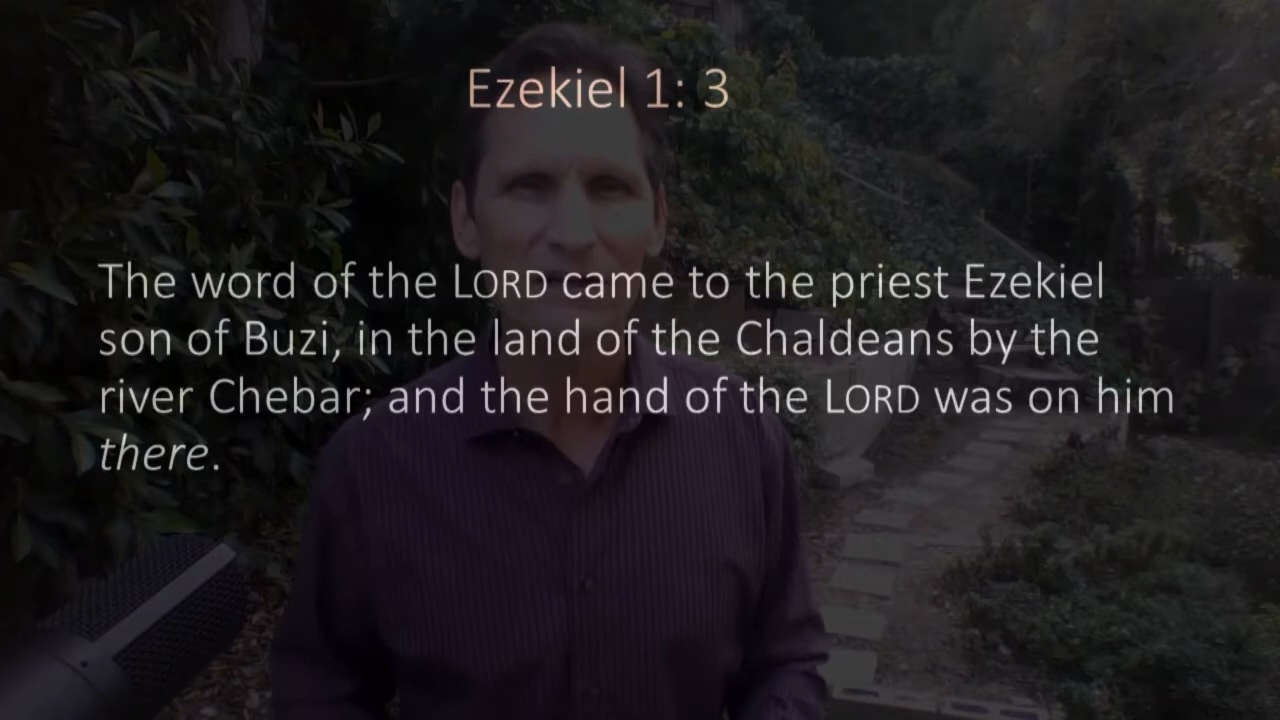 Ezekiel 1: 3
The word of the LORD came to the priest Ezekiel
son of Buzi, in the land of the Chaldeans by the
river Chebar; and the hand of the LORD was on him
there.